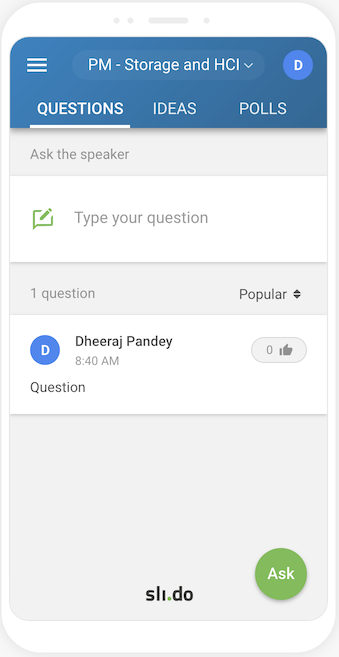 PM - Storage and HCI
D
QUESTIONS IDEAS POLLS
Ask the speaker
Type your question
1 question Popular
D
Dheeraj Pandey
8:40 AM
0
Question
Ask
sli.do